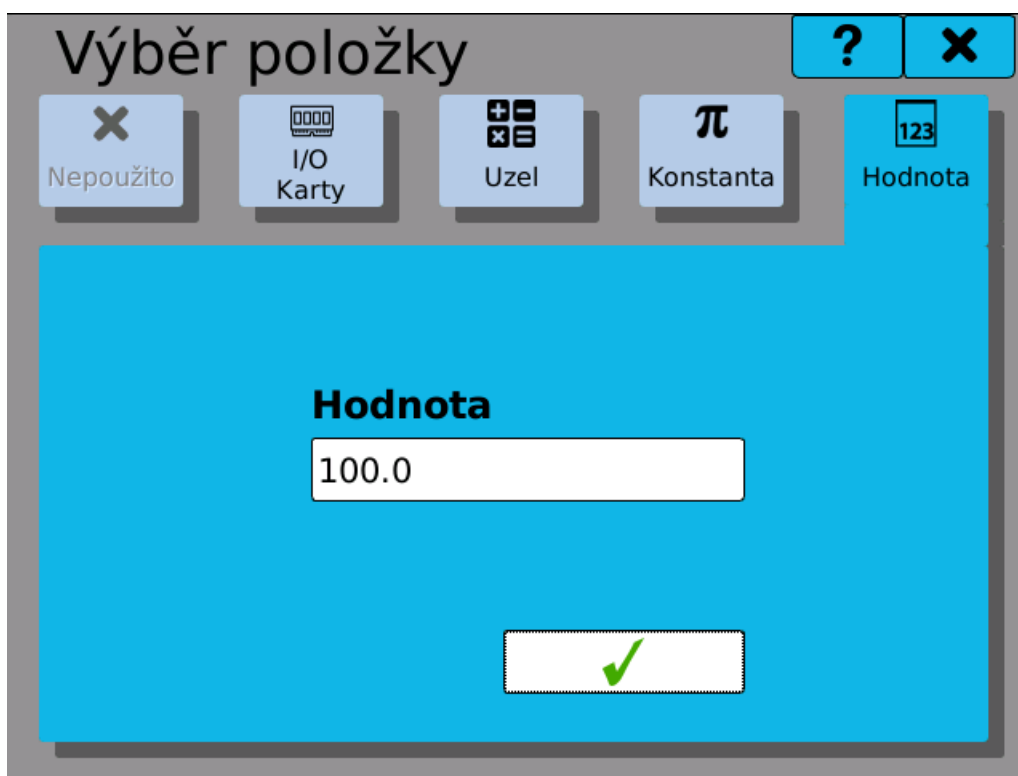 Výběr položky
?
Nepoužito
I/O
Karty
Uzel
π
Konstanta
123
Hodnota
Hodnota
100.0